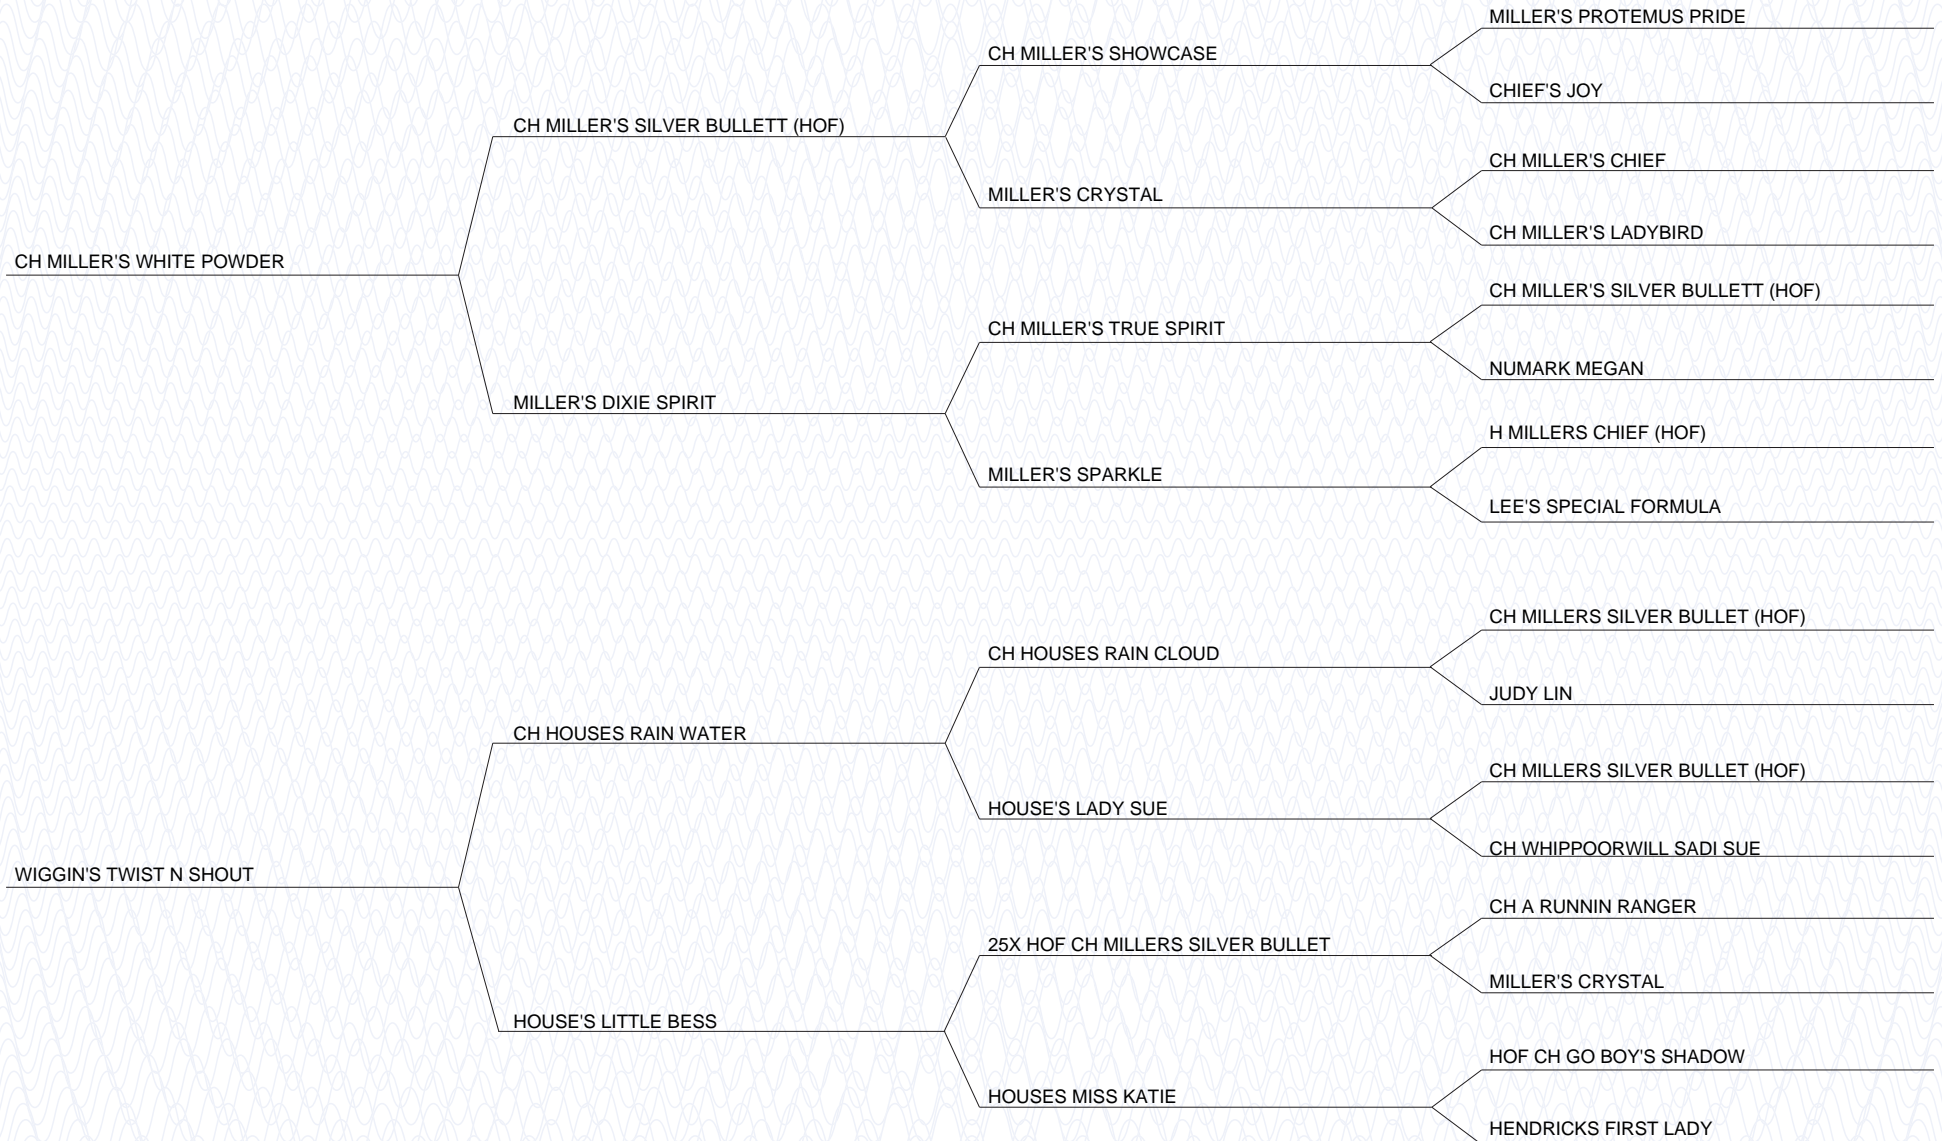 MILLER'S PROTEMUS PRIDE
CH MILLER'S SHOWCASE
CHIEF'S JOY
CH MILLER'S SILVER BULLETT (HOF)
CH MILLER'S CHIEF
MILLER'S CRYSTAL
CH MILLER'S LADYBIRD
CH MILLER'S WHITE POWDER
CH MILLER'S SILVER BULLETT (HOF)
CH MILLER'S TRUE SPIRIT
NUMARK MEGAN
MILLER'S DIXIE SPIRIT
H MILLERS CHIEF (HOF)
MILLER'S SPARKLE
LEE'S SPECIAL FORMULA
CH MILLERS SILVER BULLET (HOF)
CH HOUSES RAIN CLOUD
JUDY LIN
CH HOUSES RAIN WATER
CH MILLERS SILVER BULLET (HOF)
HOUSE'S LADY SUE
CH WHIPPOORWILL SADI SUE
WIGGIN'S TWIST N SHOUT
CH A RUNNIN RANGER
25X HOF CH MILLERS SILVER BULLET
MILLER'S CRYSTAL
HOUSE'S LITTLE BESS
HOF CH GO BOY'S SHADOW
HOUSES MISS KATIE
HENDRICKS FIRST LADY